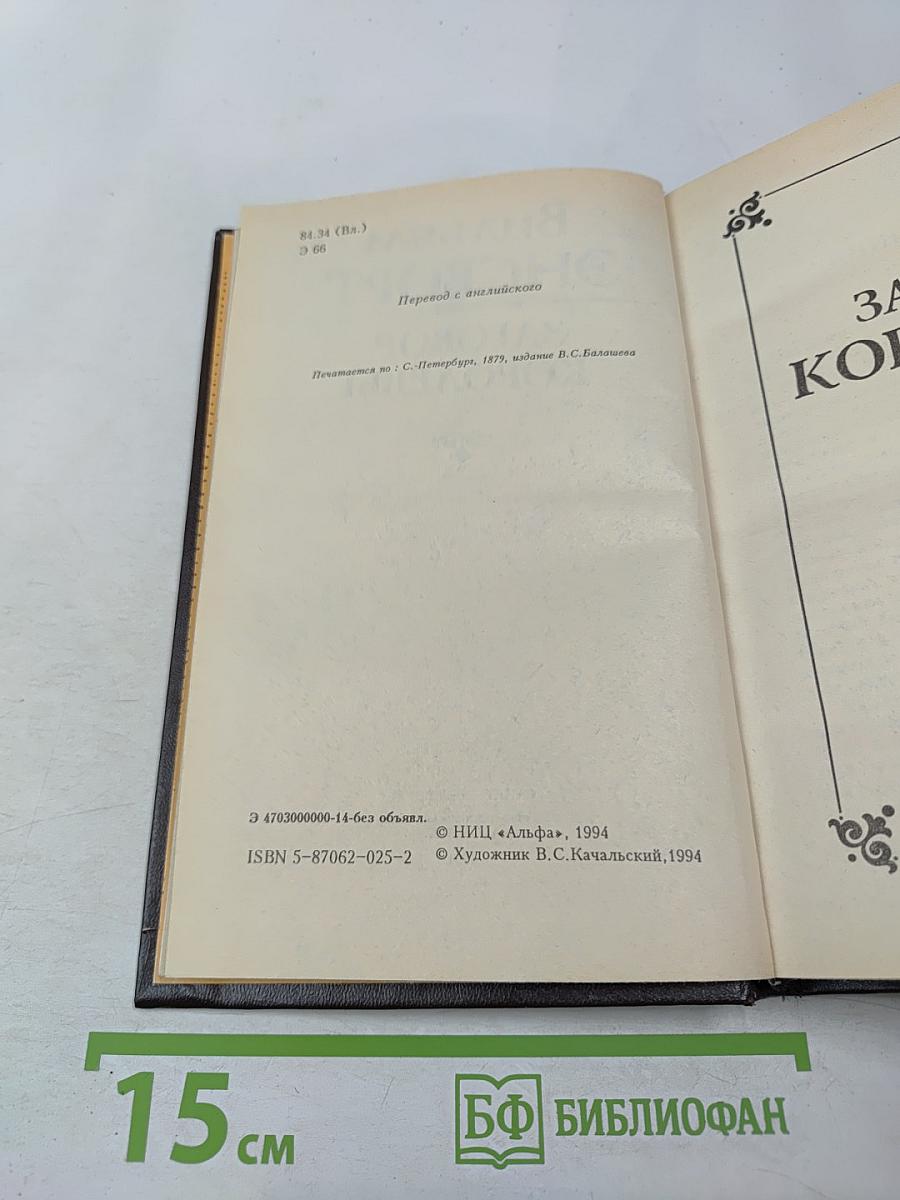 84.34 (Вл.)
Э 66
Перевод с английского
Печатается по : С.-Петербург, 1879, издание В.С.Балашева
Э 4703000000-14-без объявл.
© НИЦ «Альфа», 1994
ISBN 5-87062-025-2
© Художник В.С.Качальский,1994
ЗА
КОР
15 см
БФ БИБЛИОФАН